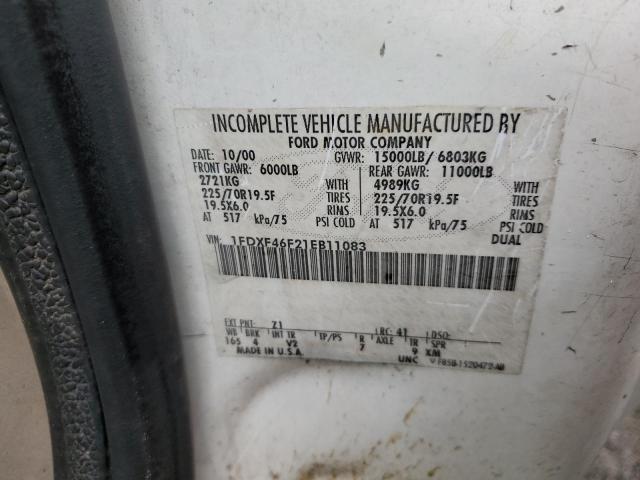 INCOMPLETE VEHICLE MANUFACTURED BY
FORD MOTOR COMPANY
DATE: 10/00 GVWR: 15000LB/ 6803KG
FRONT GAWR: 6000LB REAR GAWR: 11000LB
2721KG WITH 4989KG WITH
225/70R19.5F TIRES 225/70R19.5F TIRES
19.5X6.0 RIMS 19.5X6.0 RIMS
AT 517 kPa/75 PSI COLD AT 517 kPa/75 PSI COLD
DUAL
VIN: 1FDXF46F21EB11083
EXT PNT: Z1 RC: 41 DSO:
WB BRK INT TR TP/PS R AXLE TR SPR
165 4 V2 7 9 XM
MADE IN U.S.A. UNC